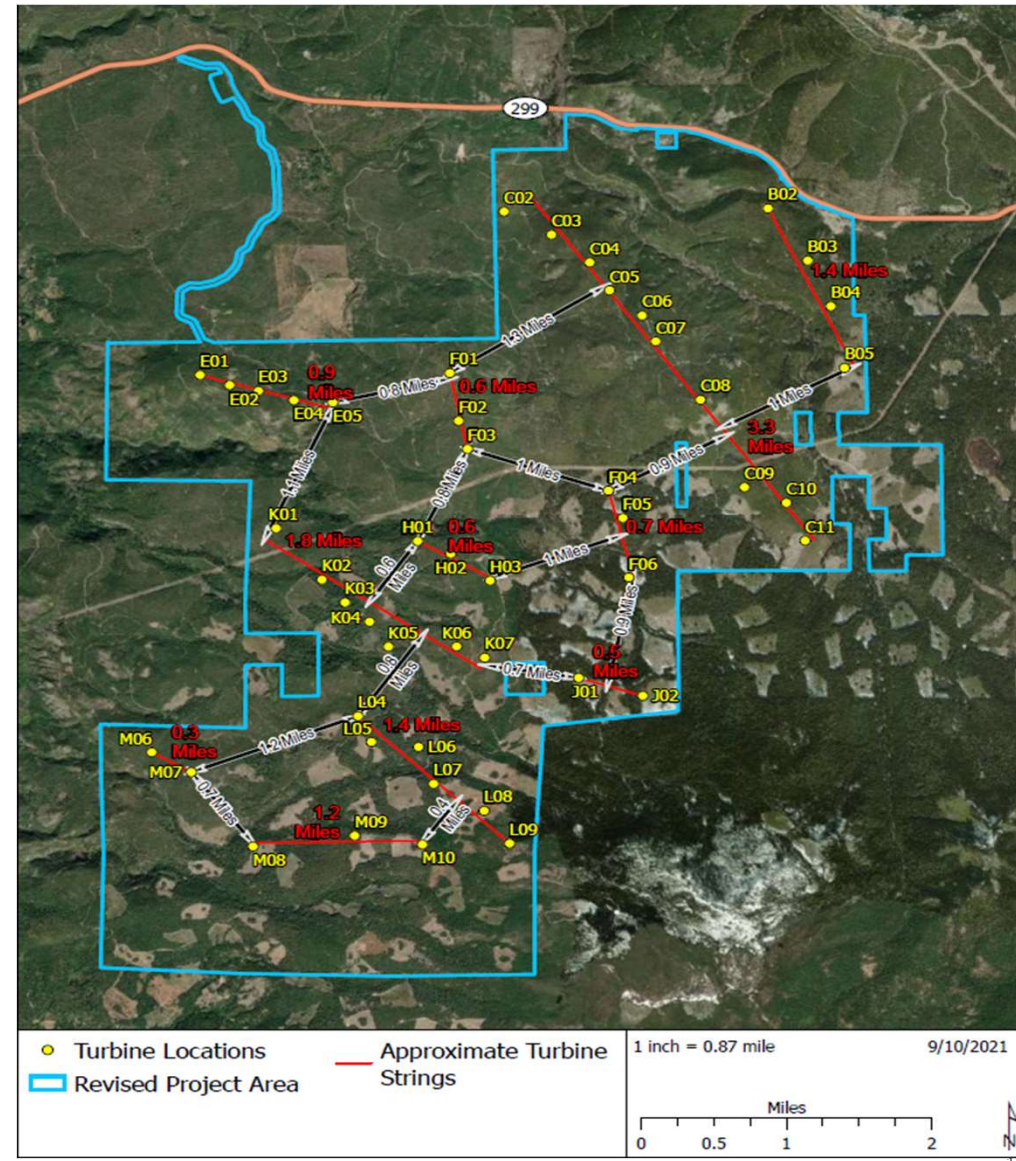 299
C02
B02
C03
B03
C04
1.4 Miles
C05
B04
C06
1.3 Miles
C07
F01
B05
E01
E03
0.9
Miles
0.8 Miles
0.6 Miles
E02
C08
E04
E05
F02
1 Miles
3.3
Miles
F03
0.9 Miles
1 Miles
1.1 Miles
0.8 Miles
F04
C09
C10
F05
K01
H01
0.6
Miles
0.7 Miles
C11
1.8 Miles
H02
1 Miles
0.6
Miles
K02
H03
F06
K03
K04
0.9 Miles
K05
K06
K07
0.8
Miles
0.7 Miles
0.5
Miles
J01
J02
L04
1.4 Miles
M06
0.3
Miles
1.2 Miles
L05
L06
M07
L07
0.7 Miles
1.2
Miles
0.4
Miles
L08
M09
L09
M08
M10
Turbine Locations
Revised Project Area
Approximate Turbine
Strings
1 inch = 0.87 mile
9/10/2021
Miles
0 0.5 1 2
N